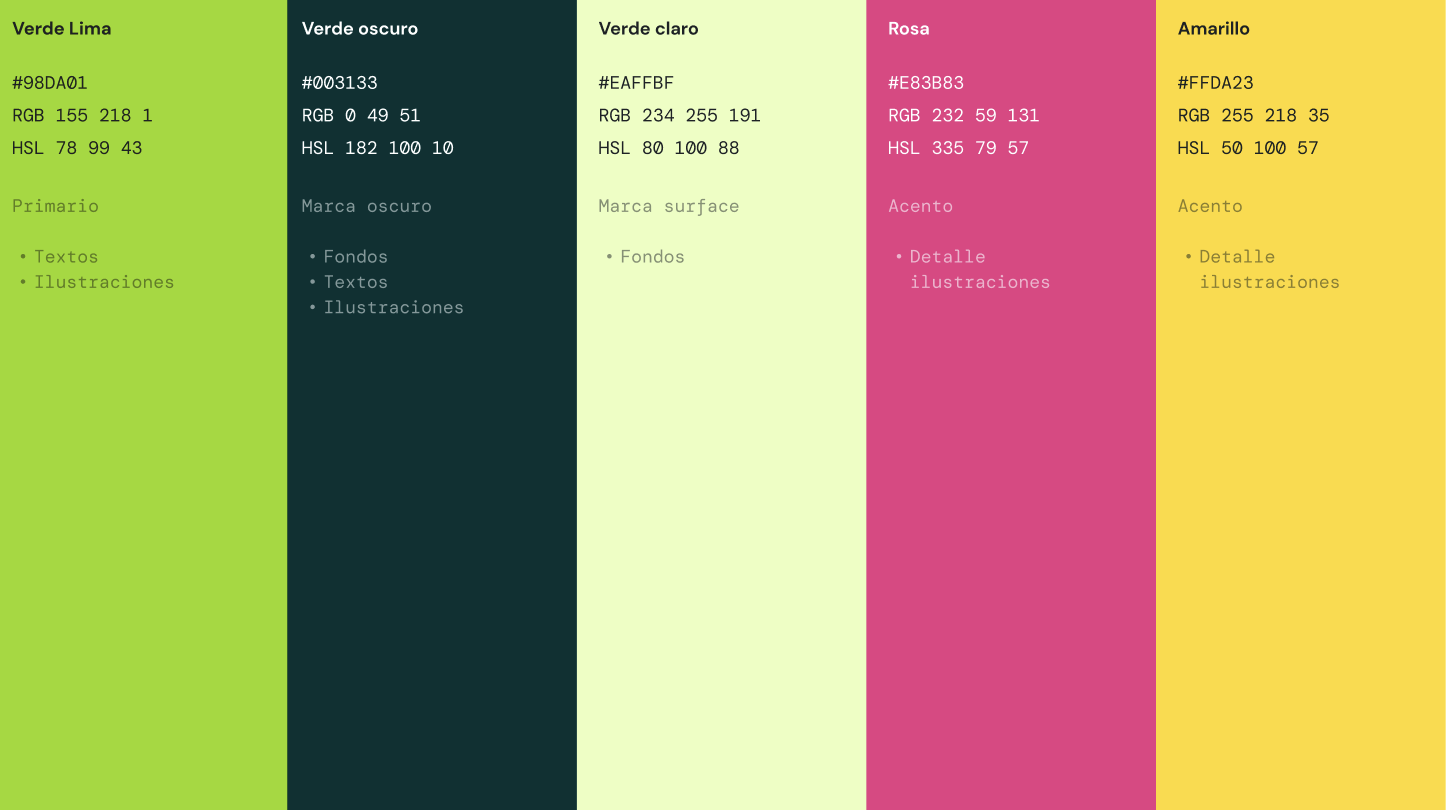 Verde Lima
#98DA01
RGB 155 218 1
HSL 78 99 43
Primario
• Textos
• Ilustraciones
Verde oscuro
#003133
RGB 0 49 51
HSL 182 100 10
Marca oscuro
• Fondos
• Textos
• Ilustraciones
Verde claro
#EAFFBF
RGB 234 255 191
HSL 80 100 88
Marca surface
• Fondos
Rosa
#E83B83
RGB 232 59 131
HSL 335 79 57
Acento
• Detalle
ilustraciones
Amarillo
#FFDA23
RGB 255 218 35
HSL 50 100 57
Acento
• Detalle
ilustraciones